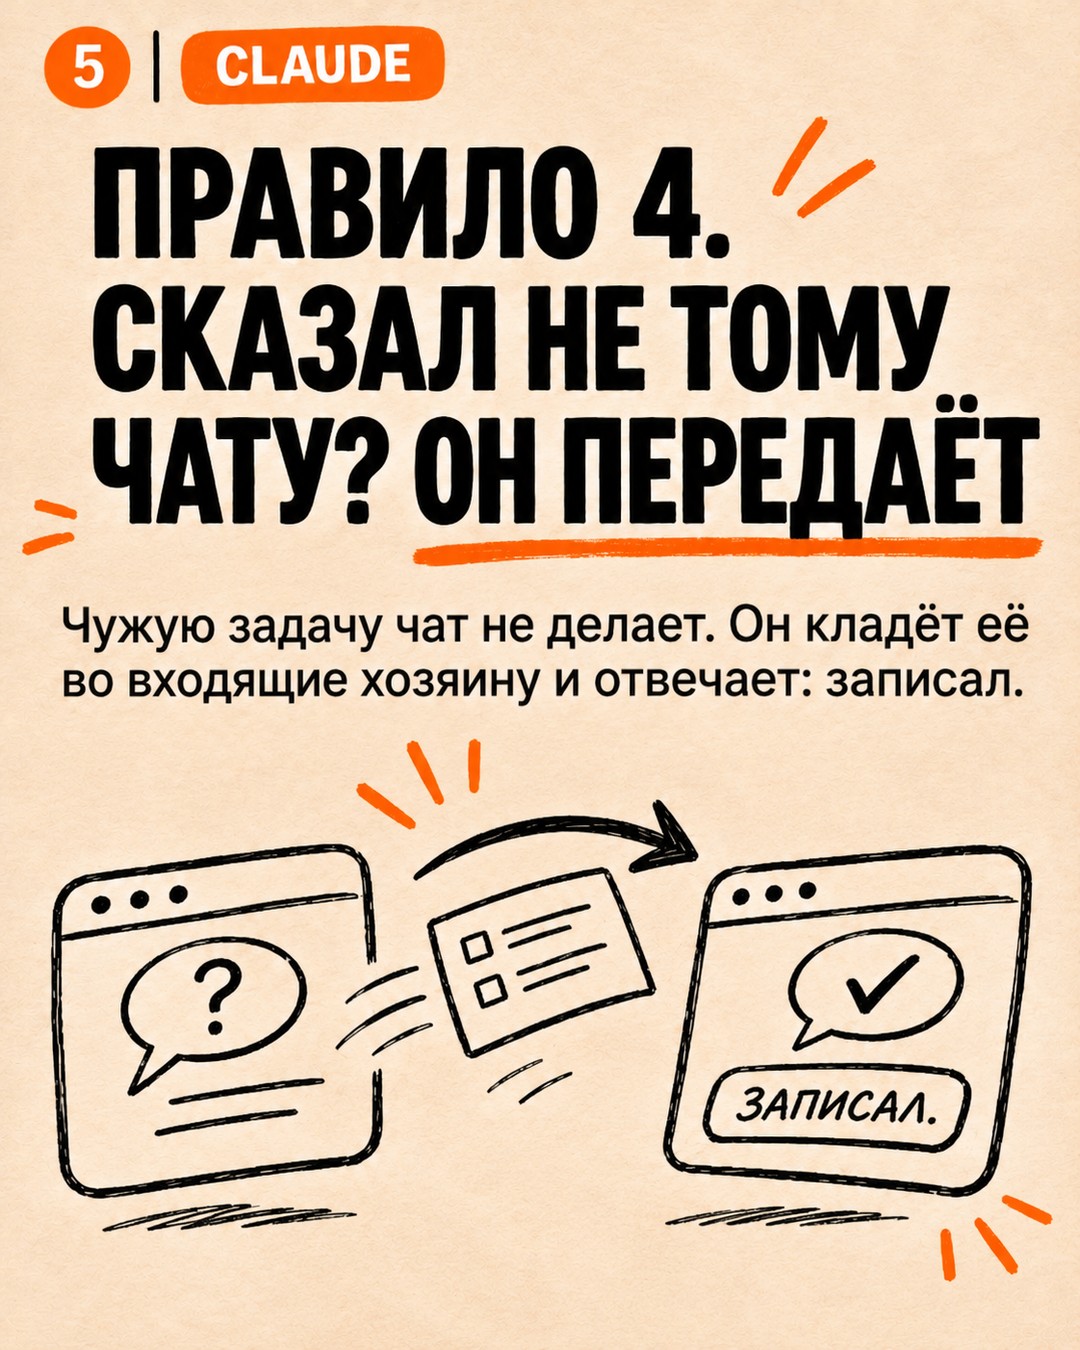 5 | CLAUDE
ПРАВИЛО 4.
СКАЗАЛ НЕ ТОМУ
ЧАТУ? ОН ПЕРЕДАЁТ
Чужую задачу чат не делает. Он кладёт её
во входящие хозяину и отвечает: записал.
?
ЗАПИСАЛ.